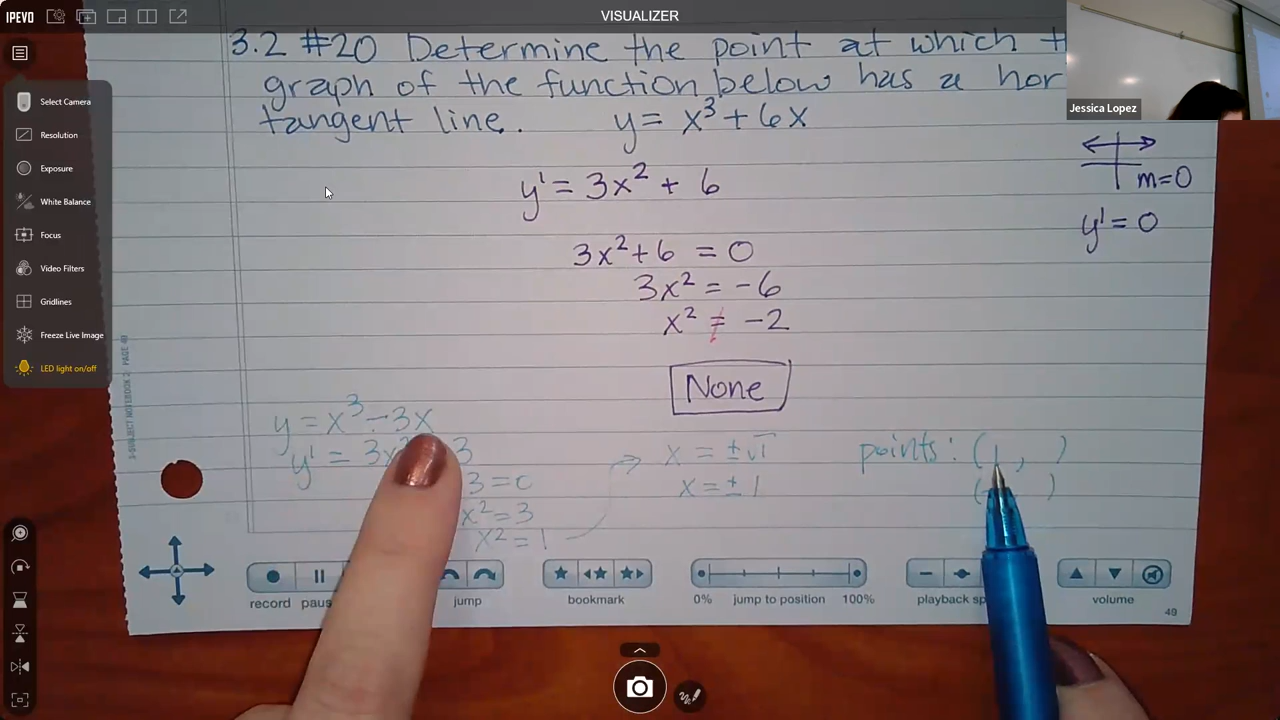 IPEVO
VISUALIZER
Select Camera
Resolution
Exposure
White Balance
Focus
Video Filters
Gridlines
Freeze Live Image
LED light on/off
Jessica Lopez
3.2 #20 Determine the point at which t
graph of the function below has a hor
tangent line. y = x³ + 6x
m=0
y' = 0
y' = 3x² + 6
3x² + 6 = 0
3x² = -6
x² ≠ -2
None
y = x³ - 3x
y' = 3x² 3
3 = 0
x² = 3
x² = 1
x = ±√1
x = ±1
points: (1, )
( )
record
jump
bookmark
0% jump to position 100%
playback sp
volume
49